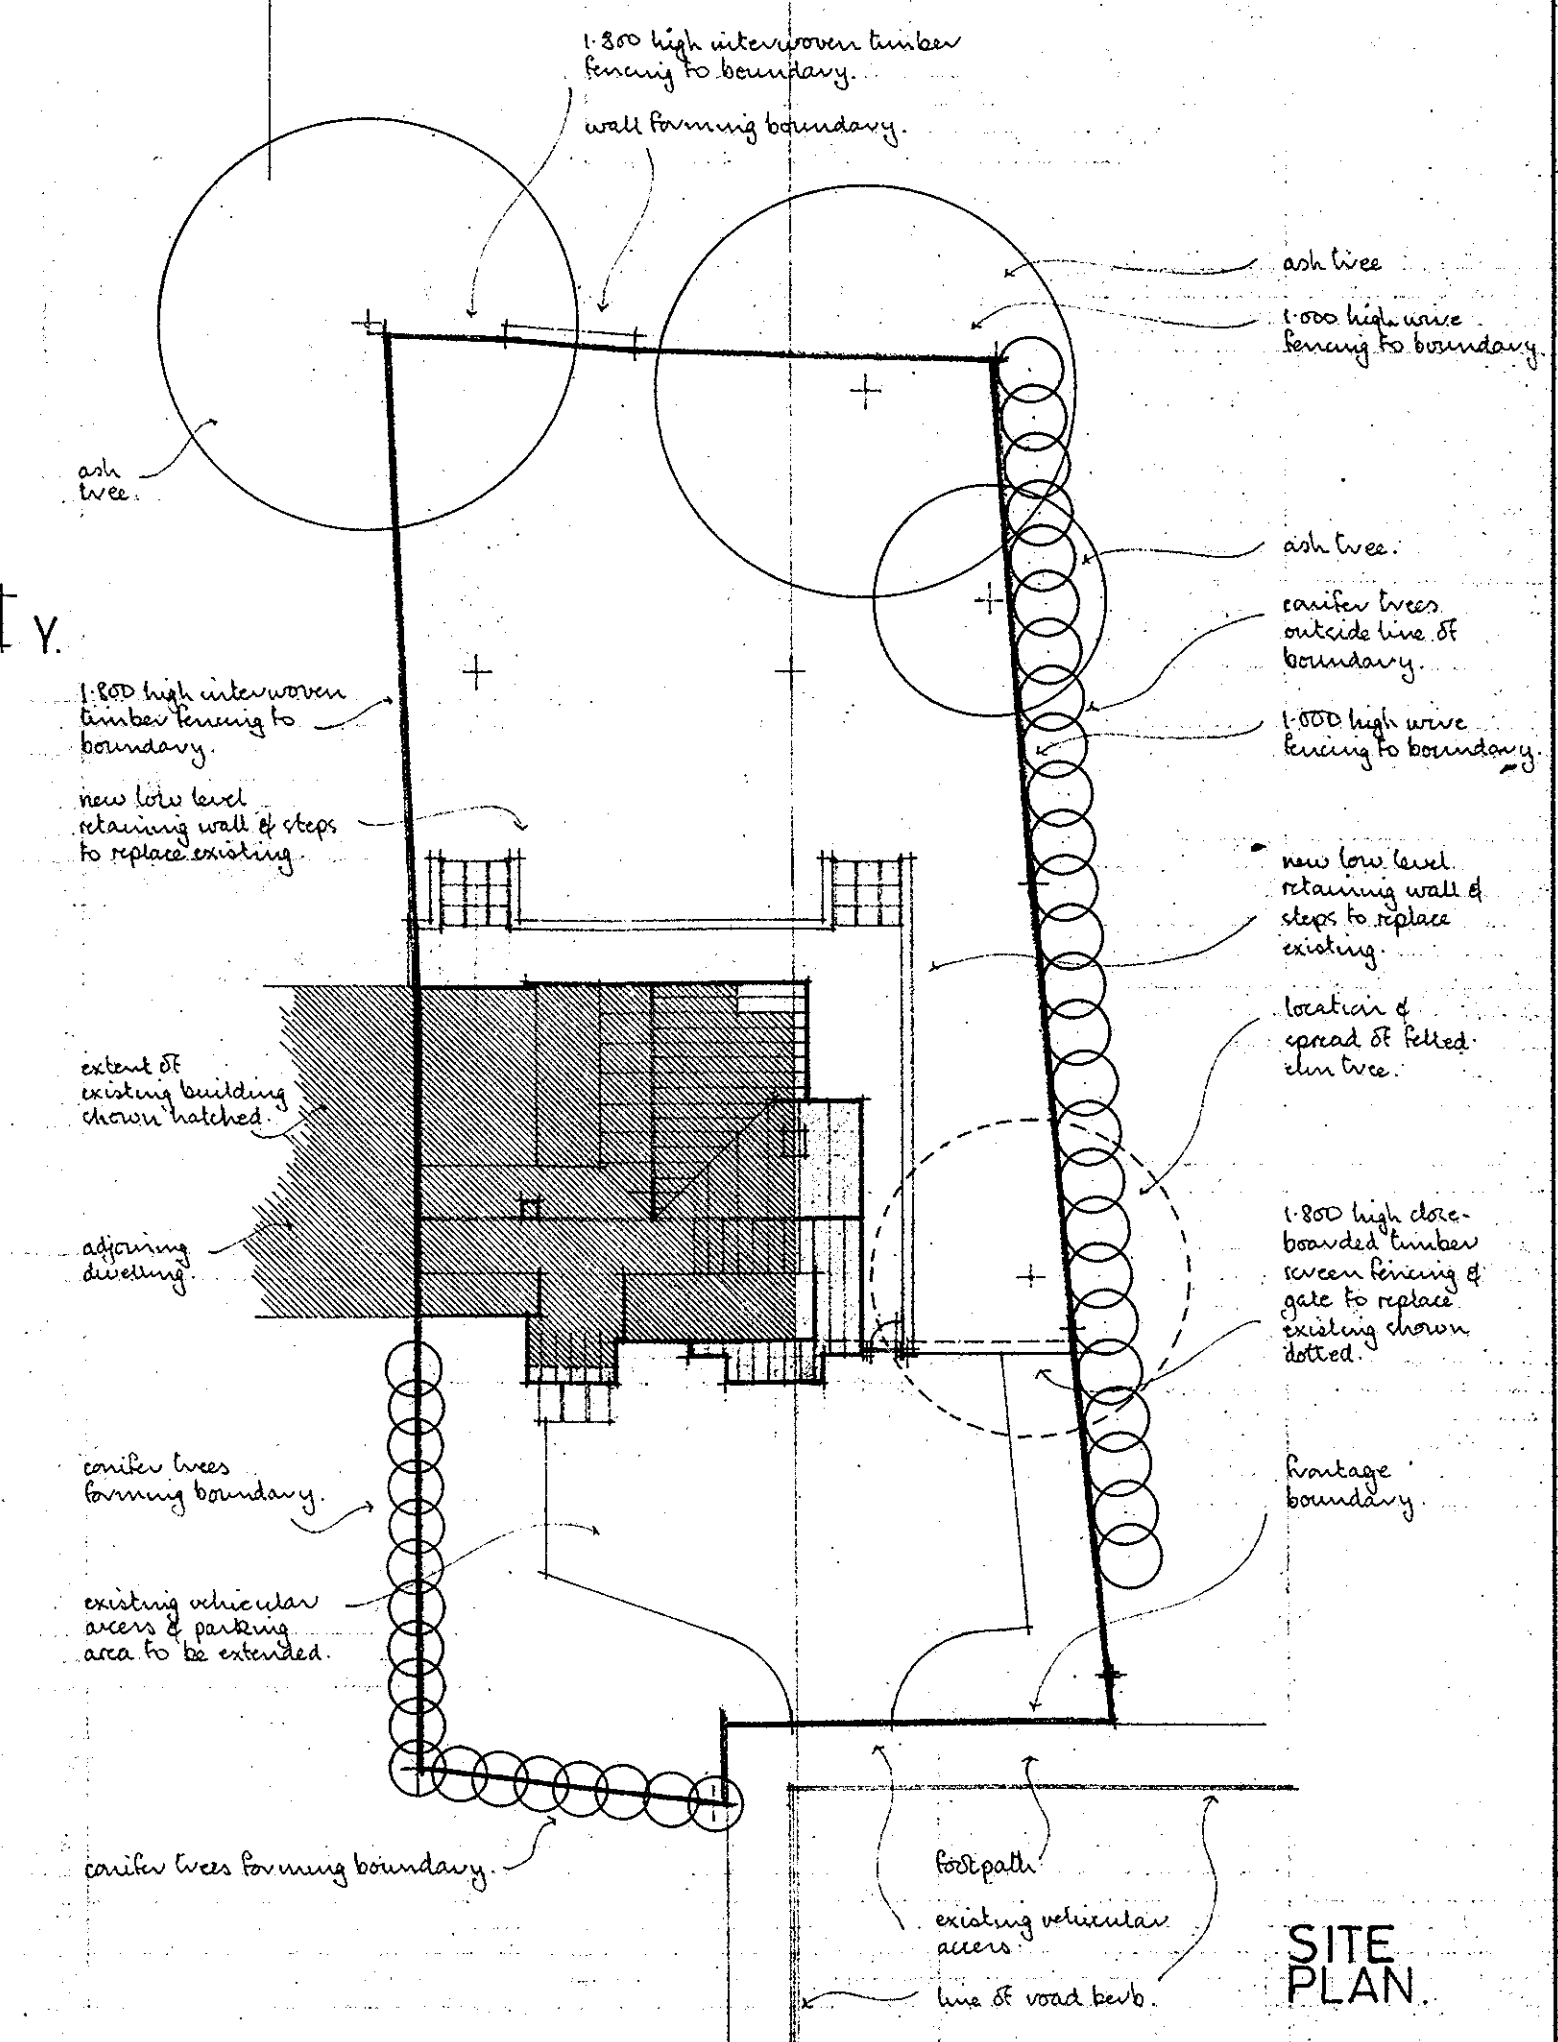 1·800 high interwoven timber
fencing to boundary.
wall forming boundary.
ash tree
1·000 high wire
fencing to boundary.
ash
tree.
ash tree.
conifer trees
outside line of
boundary.
Y.
1·800 high interwoven
timber fencing to
boundary.
1·000 high wire
fencing to boundary.
new low level
retaining wall & steps
to replace existing.
new low level
retaining wall &
steps to replace
existing.
location &
spread of felled
elm tree.
extent of
existing building
shown hatched.
1·800 high close-
boarded timber
screen fencing &
gate to replace
existing shown
dotted.
adjoining
dwelling.
conifer trees
forming boundary.
frontage
boundary.
existing vehicular
access & parking
area to be extended.
conifer trees forming boundary.
footpath
existing vehicular
access.
line of road kerb.
SITE
PLAN.